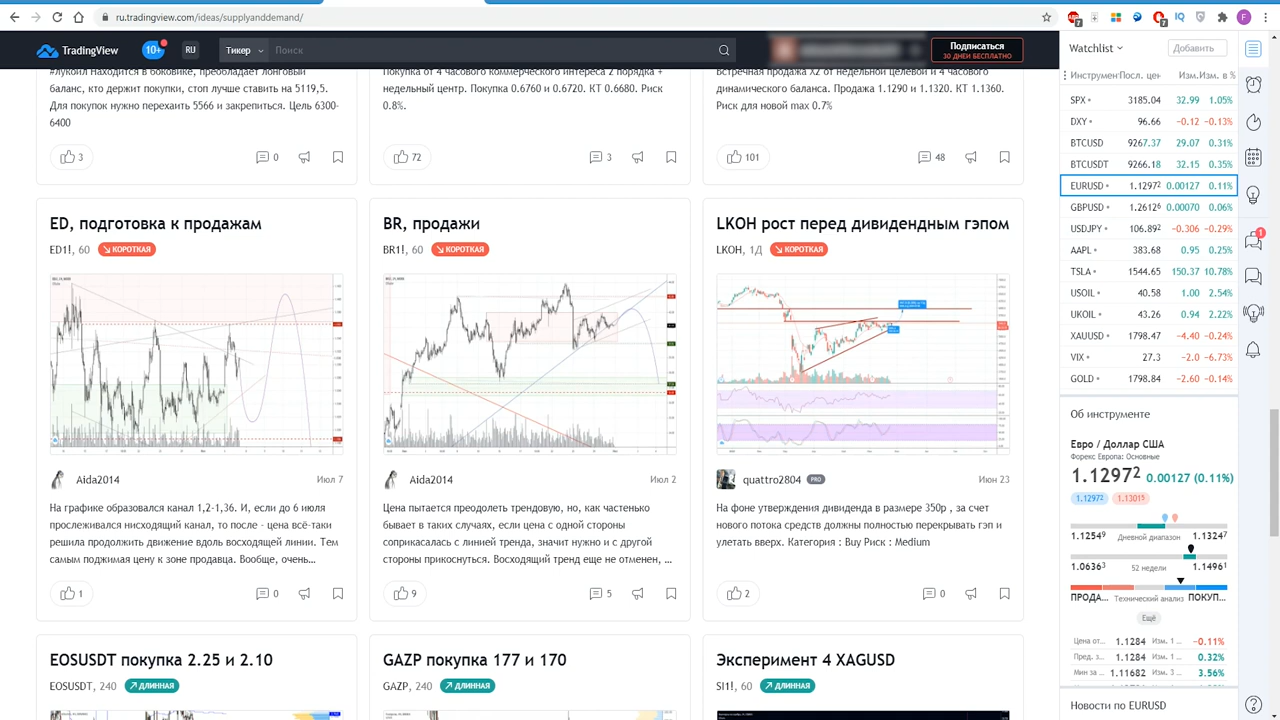 ru.tradingview.com/ideas/supplyanddemand/
TradingView
10+
RU
Тикер
Поиск
Подписаться
30 ДНЕЙ БЕСПЛАТНО
#лукойл находится в боковике, преобладет лонговый
баланс, кто держит покупки, стоп лучше ставить на 5119,5.
Для покупок нужно перехаить 5566 и закрепиться. Цель 6300-
6400
3
0
Покупка от 4 часового коммерческого интереса 2 порядка +
недельный центр. Покупка 0.6760 и 0.6720. КТ 0.6680. Риск
0.8%.
72
3
Встречная продажа X2 от недельной целевой и 4 часового
динамического баланса. Продажа 1.1290 и 1.1320. КТ 1.1360.
Риск для новой max 0.7%
101
48
ED, подготовка к продажам
ED1!, 60 КОРОТКАЯ
Aida2014
Июл 7
На графике образовался канал 1,2-1,36. И, если до 6 июля
прослеживался нисходящий канал, то после - цена всё-таки
решила продолжить движение вдоль восходящей линии. Тем
самым поджимая цену к зоне продавца. Вообще, очень...
1
0
BR, продажи
BR1!, 60 КОРОТКАЯ
Aida2014
Июл 2
Цена пытается преодолеть трендовую, но, как частенько
бывает в таких случаях, если цена с одной стороны
соприкасалась с линией тренда, значит нужно и с другой
стороны прикоснуться. Восходящий тренд еще не отменен, ...
9
5
LKOH рост перед дивидендным гэпом
LKOH, 1Д КОРОТКАЯ
quattro2804 PRO
Июн 23
На фоне утверждения дивиденда в размере 350р , за счет
нового потока средств должны полностью перекрывать гэп и
улетать вверх. Категория : Buy Риск : Medium
2
0
EOSUSDT покупка 2.25 и 2.10
EOSUSDT, 240 ДЛИННАЯ
GAZP покупка 177 и 170
GAZP, 240 ДЛИННАЯ
Эксперимент 4 XAGUSD
SI1!, 60 ДЛИННАЯ
Watchlist
Добавить
Инструмент Посл. цен Изм. Изм. в %
SPX 3185.04 32.99 1.05%
DXY 96.66 −0.12 −0.13%
BTCUSD 9267.37 29.07 0.31%
BTCUSDT 9266.18 32.15 0.35%
EURUSD 1.12972 0.00127 0.11%
GBPUSD 1.26126 0.00070 0.06%
USDJPY 106.892 −0.306 −0.29%
AAPL 383.68 0.95 0.25%
TSLA 1544.65 150.37 10.78%
USOIL 40.58 1.00 2.54%
UKOIL 43.26 0.94 2.22%
XAUUSD 1798.47 −4.40 −0.24%
VIX 27.3 −2.0 −6.73%
GOLD 1798.84 −2.60 −0.14%
Об инструменте
Евро / Доллар США
Форекс Европа: Основные
1.12972 0.00127 (0.11%)
1.12972 1.13015
1.12549 Дневной диапазон 1.13247
1.06363 52 недели 1.14961
ПРОДА... Технический анализ ПОКУП...
Ещё
Цена от... 1.1284 Изм. 1 ... −0.11%
Пред. з... 1.1284 Изм. 1 ... 0.32%
Мин за ... 1.11682 Изм. 3 ... 3.56%
Новости по EURUSD